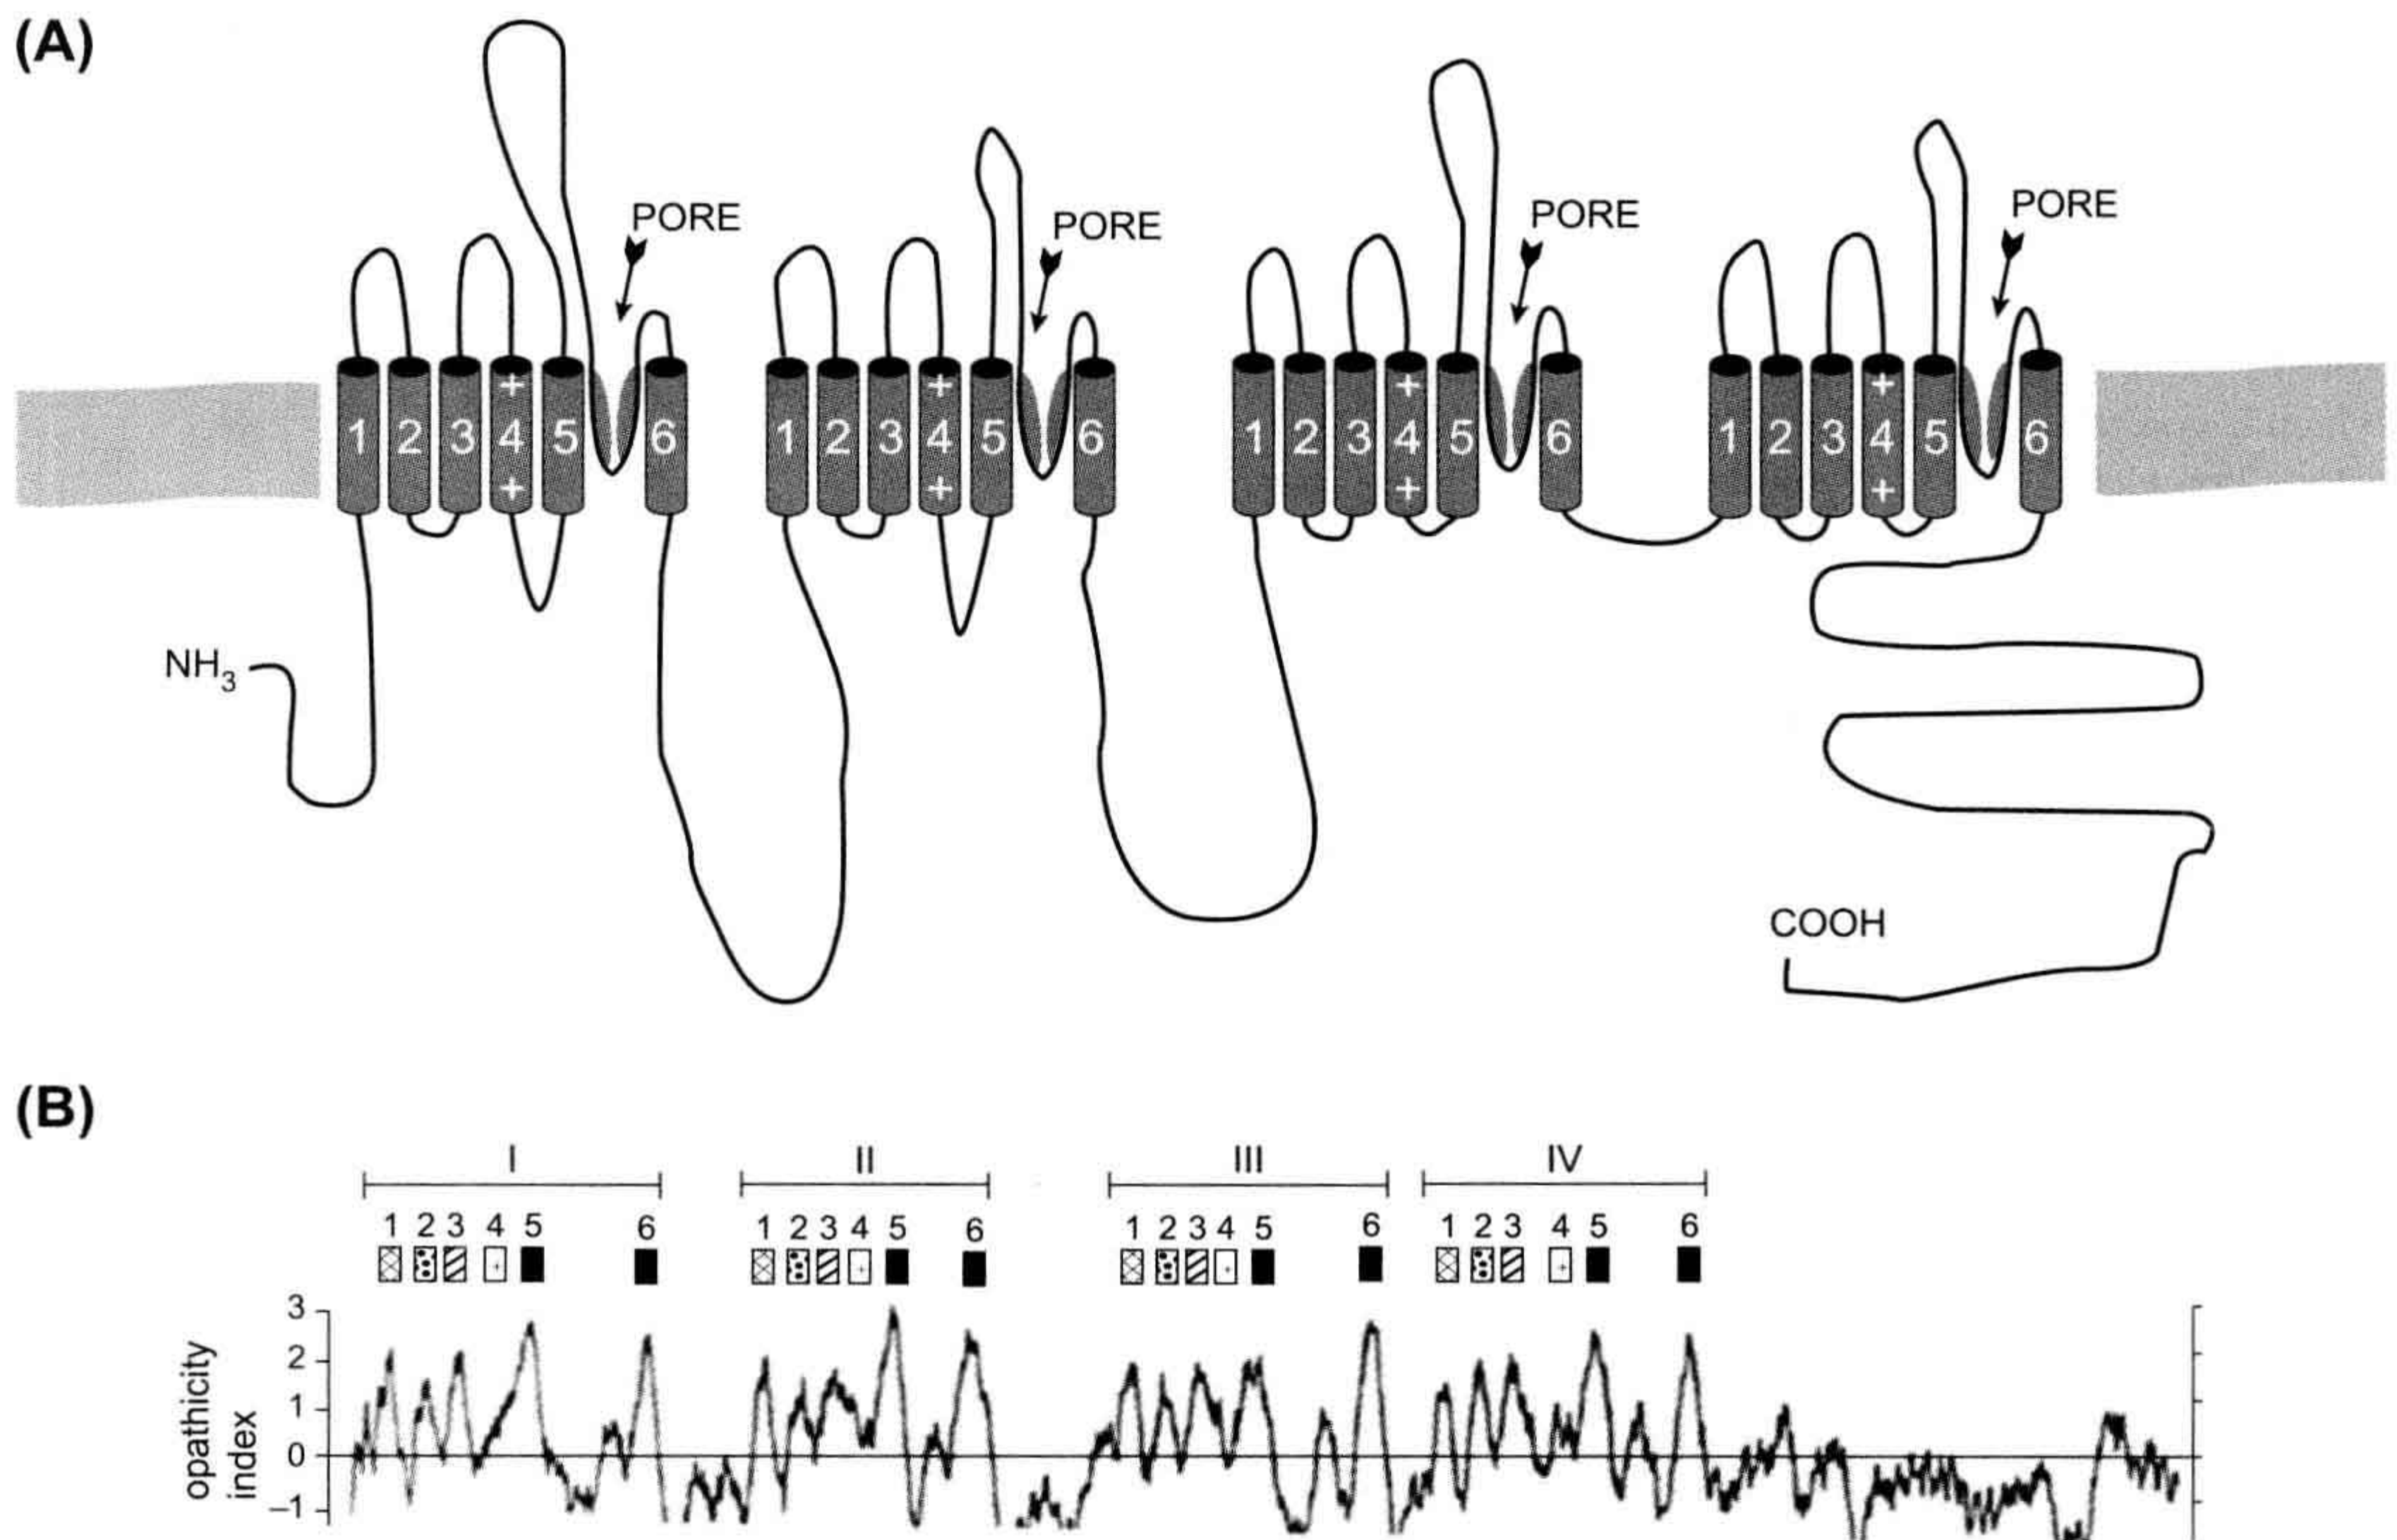 (A)
PORE
PORE
PORE
PORE
1 2 3 4 5 6 1 2 3 4 5 6 1 2 3 4 5 6 1 2 3 4 5 6
+ + + +
+ + + +
NH3
COOH
(B)
I II III IV
1 2 3 4 5 6 1 2 3 4 5 6 1 2 3 4 5 6 1 2 3 4 5 6
3
2
1
0
–1
opathicity
index